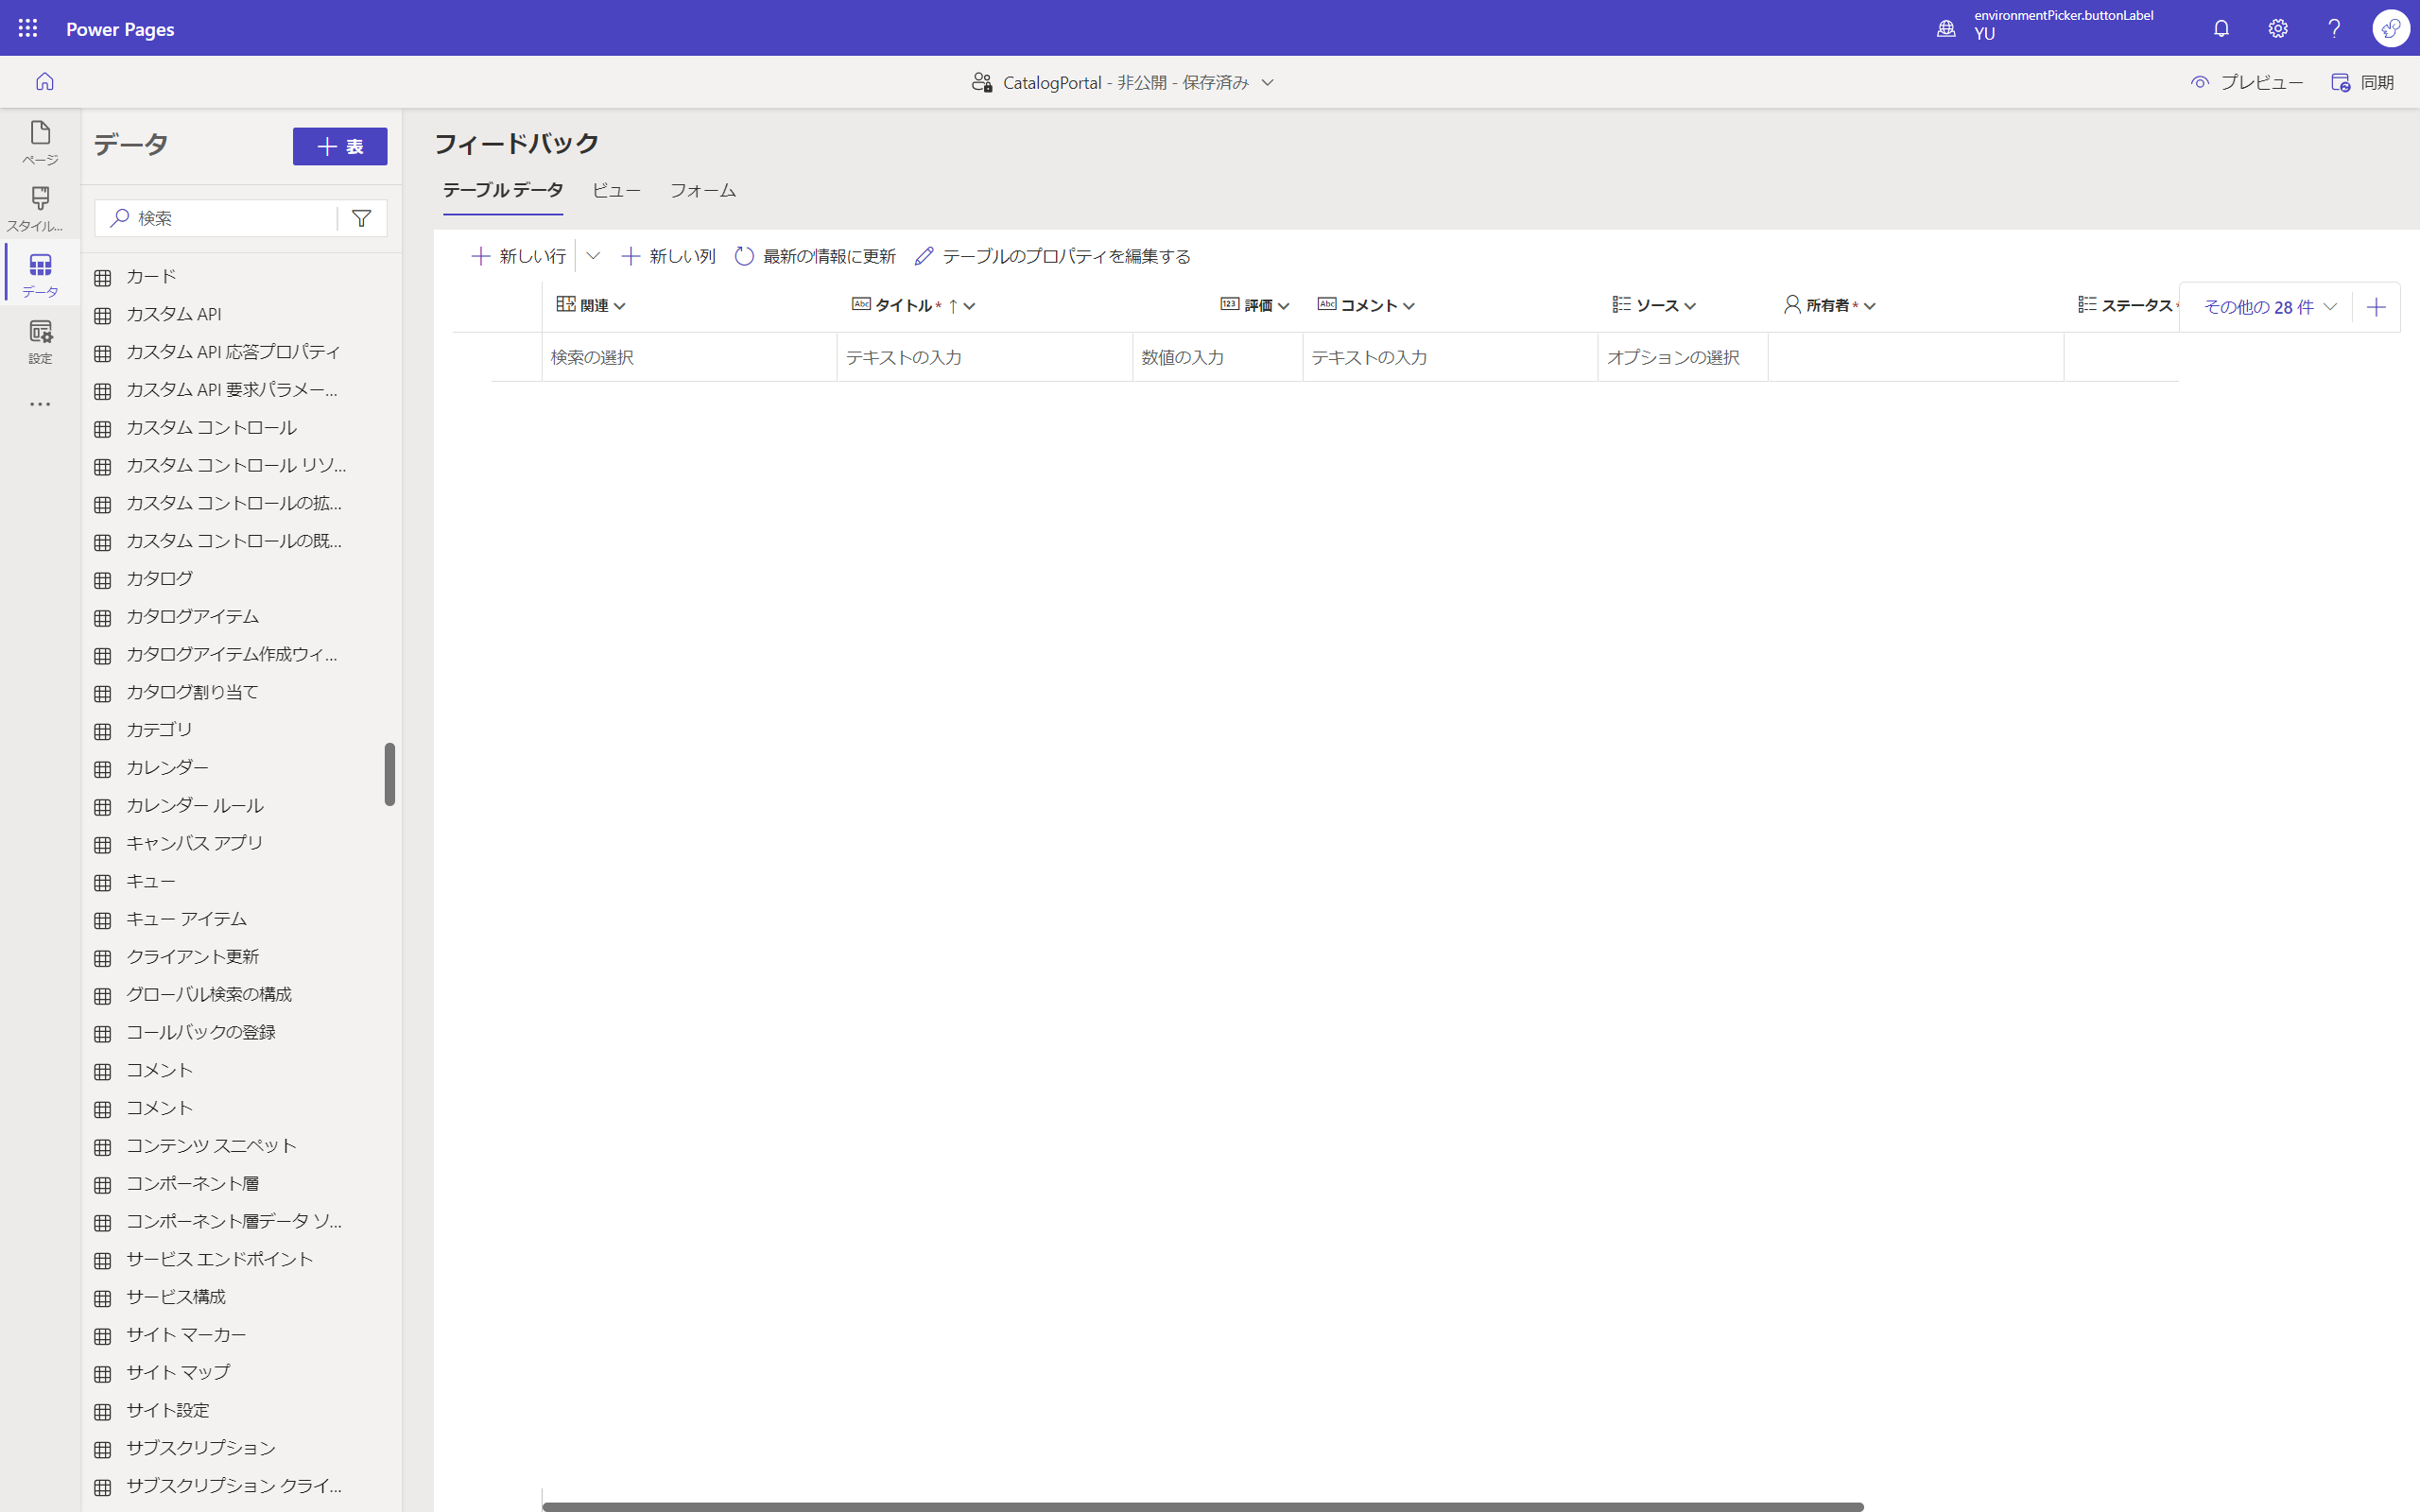 Power Pages
environmentPicker.buttonLabel
YU
CatalogPortal - 非公開 - 保存済み
プレビュー
同期
ページ
スタイル...
データ
設定
データ
表
検索
カード
カスタム API
カスタム API 応答プロパティ
カスタム API 要求パラメー...
カスタム コントロール
カスタム コントロール リソ...
カスタム コントロールの拡...
カスタム コントロールの既...
カタログ
カタログアイテム
カタログアイテム作成ウィ...
カタログ割り当て
カテゴリ
カレンダー
カレンダー ルール
キャンバス アプリ
キュー
キュー アイテム
クライアント更新
グローバル検索の構成
コールバックの登録
コメント
コメント
コンテンツ スニペット
コンポーネント層
コンポーネント層データ ソ...
サービス エンドポイント
サービス構成
サイト マーカー
サイト マップ
サイト設定
サブスクリプション
サブスクリプション クライ...
フィードバック
テーブル データ ビュー フォーム
新しい行 新しい列 最新の情報に更新 テーブルのプロパティを編集する
関連 Abc タイトル * ↑ 123 評価 Abc コメント ソース 所有者 * ステータス * その他の 28 件
検索の選択 テキストの入力 数値の入力 テキストの入力 オプションの選択